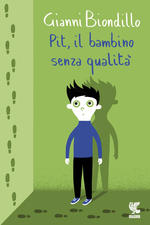 Gianni Biondillo
Pit, il bambino
senza qualità